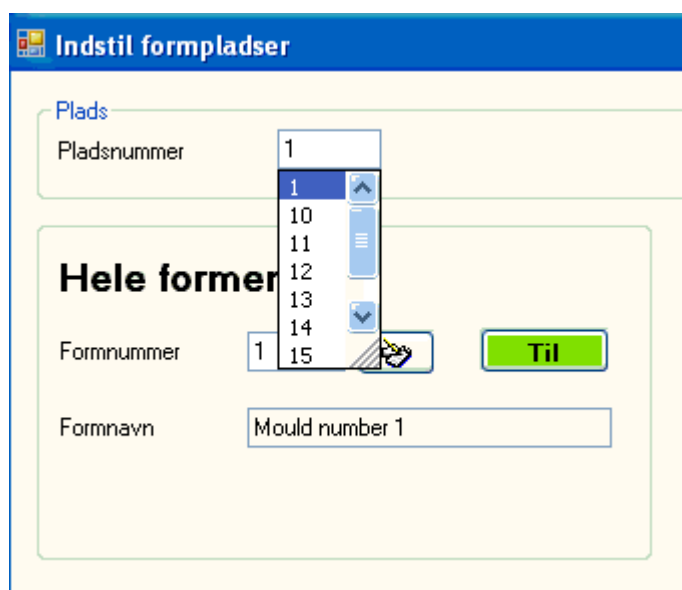 Indstil formpladser
Plads
Pladsnummer 1
1
10
11
12
13
14
15
Hele former
Formnummer 1 Til
Formnavn Mould number 1